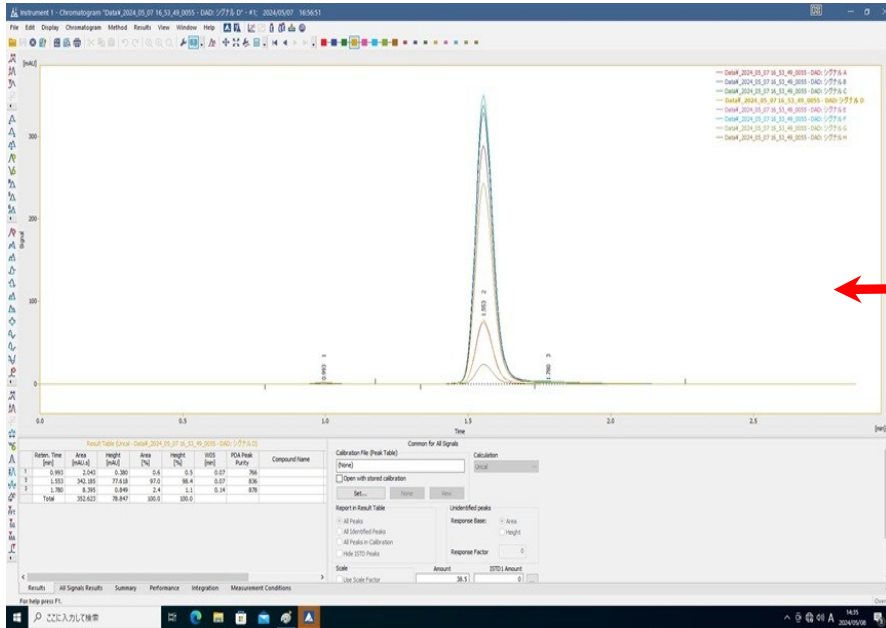 Instrument 1 - Chromatogram "Data¥_2024_05_07 16_53_49_0055 - DAD: シグナル D" - #1; 2024/05/07 16:56:51
File Edit Display Chromatogram Method Results View Window Help
[mAU]
Data¥_2024_05_07 16_53_49_0055 - DAD: シグナル A
Data¥_2024_05_07 16_53_49_0055 - DAD: シグナル B
Data¥_2024_05_07 16_53_49_0055 - DAD: シグナル C
Data¥_2024_05_07 16_53_49_0055 - DAD: シグナル D
Data¥_2024_05_07 16_53_49_0055 - DAD: シグナル E
Data¥_2024_05_07 16_53_49_0055 - DAD: シグナル F
Data¥_2024_05_07 16_53_49_0055 - DAD: シグナル G
Data¥_2024_05_07 16_53_49_0055 - DAD: シグナル H
300
200
Signal
100
0
0.993 1
1.553 2
1.780 3
0.0 0.5 1.0 1.5 2.0 2.5
Time [min]
Result Table (Uncal - Data¥_2024_05_07 16_53_49_0055 - DAD: シグナル D)
Reten. Time [min] Area [mAU.s] Height [mAU] Area [%] Height [%] W05 [min] PDA Peak Purity Compound Name
1 0.993 2.043 0.380 0.6 0.5 0.07 766
2 1.553 342.185 77.618 97.0 98.4 0.07 836
3 1.780 8.395 0.849 2.4 1.1 0.14 878
Total 352.623 78.847 100.0 100.0
Common for All Signals
Calibration File (Peak Table) Calculation
(None) Uncal
Open with stored calibration
Set... None New
Report in Result Table Unidentified peaks
All Peaks Response Base: Area
All Identified Peaks Height
All Peaks in Calibration
Hide ISTD Peaks Response Factor 0
Scale Amount ISTD1 Amount
Use Scale Factor 38.5 0 ...
Results All Signals Results Summary Performance Integration Measurement Conditions
For help press F1.
ここに入力して検索
A 14:35
2024/05/08